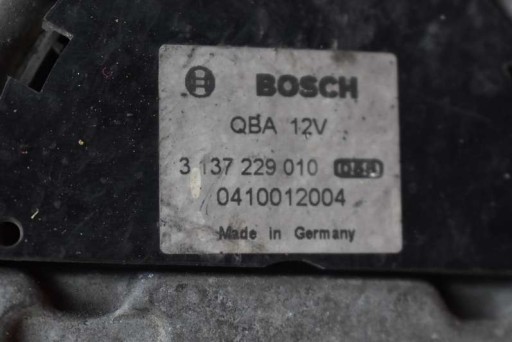 BOSCH
QBA 12V
3 137 229 010
0410012004
Made in Germany